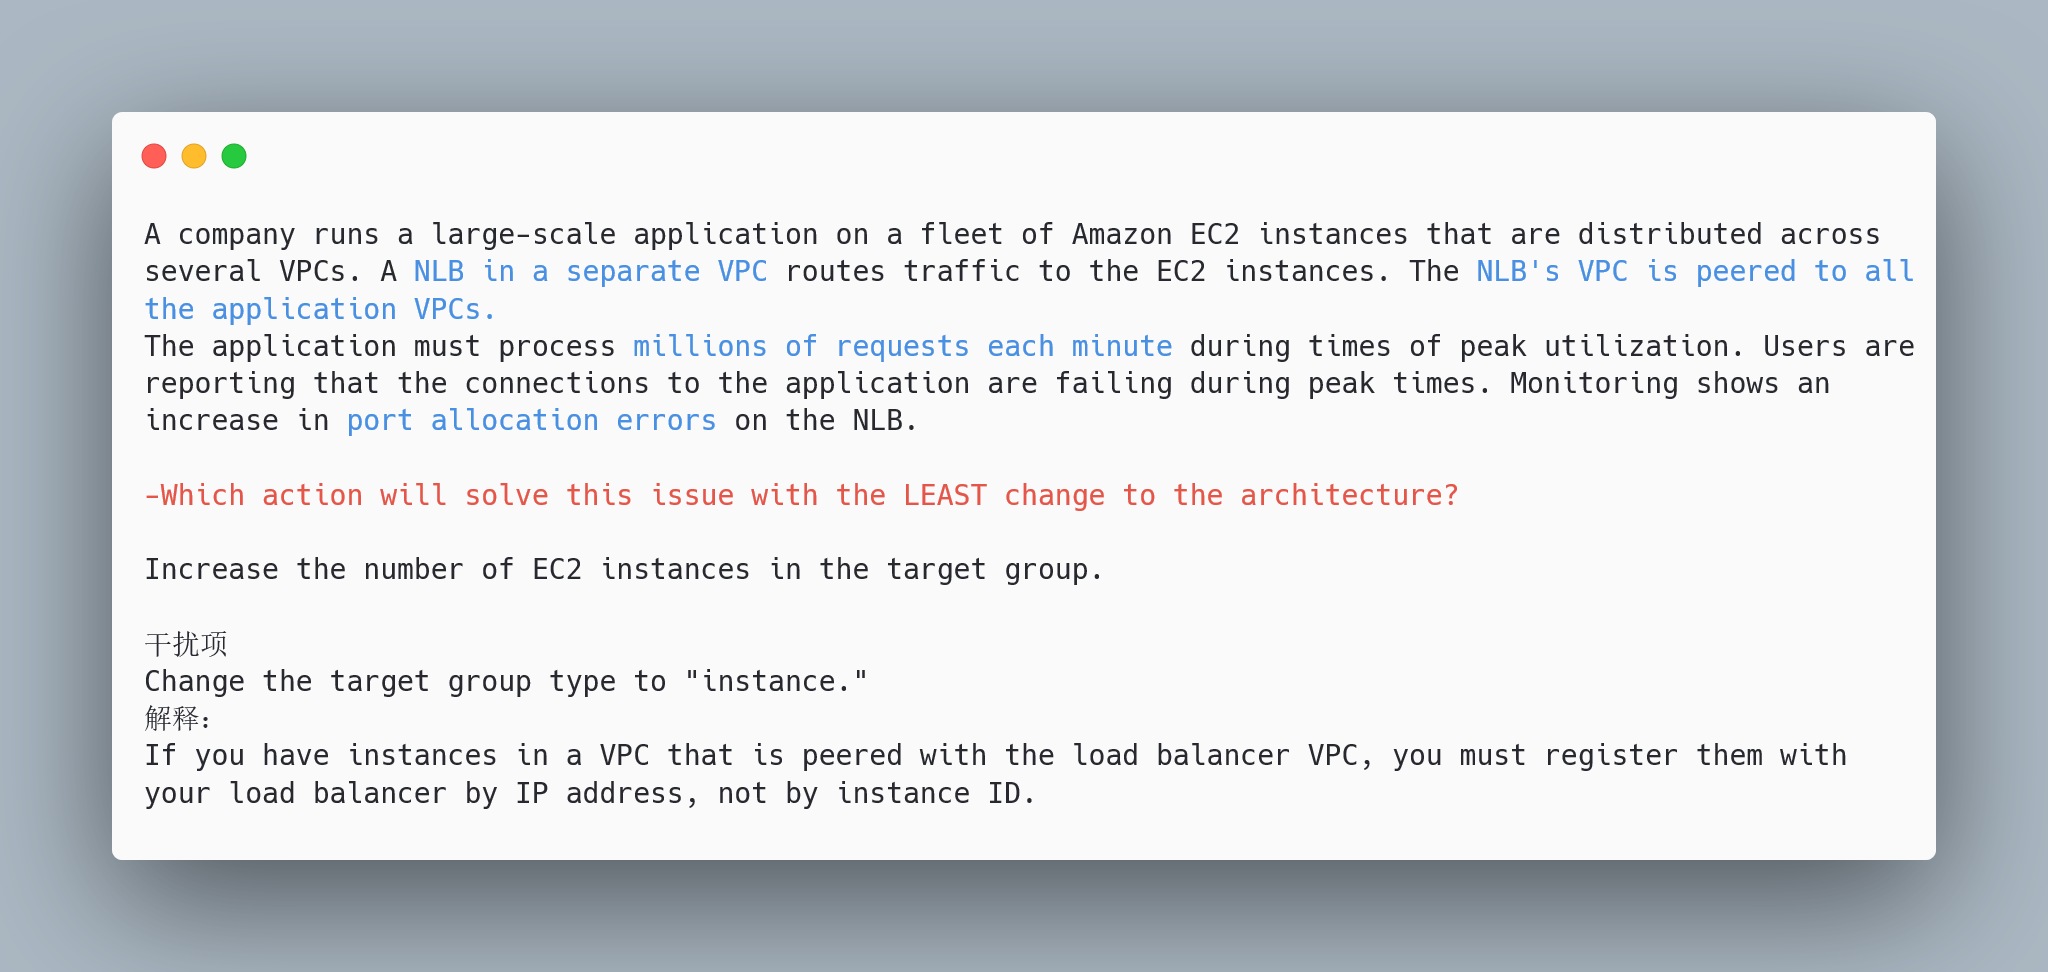 A company runs a large-scale application on a fleet of Amazon EC2 instances that are distributed across
several VPCs. A NLB in a separate VPC routes traffic to the EC2 instances. The NLB's VPC is peered to all
the application VPCs.
The application must process millions of requests each minute during times of peak utilization. Users are
reporting that the connections to the application are failing during peak times. Monitoring shows an
increase in port allocation errors on the NLB.
-Which action will solve this issue with the LEAST change to the architecture?
Increase the number of EC2 instances in the target group.
干扰项
Change the target group type to "instance."
解释:
If you have instances in a VPC that is peered with the load balancer VPC, you must register them with
your load balancer by IP address, not by instance ID.